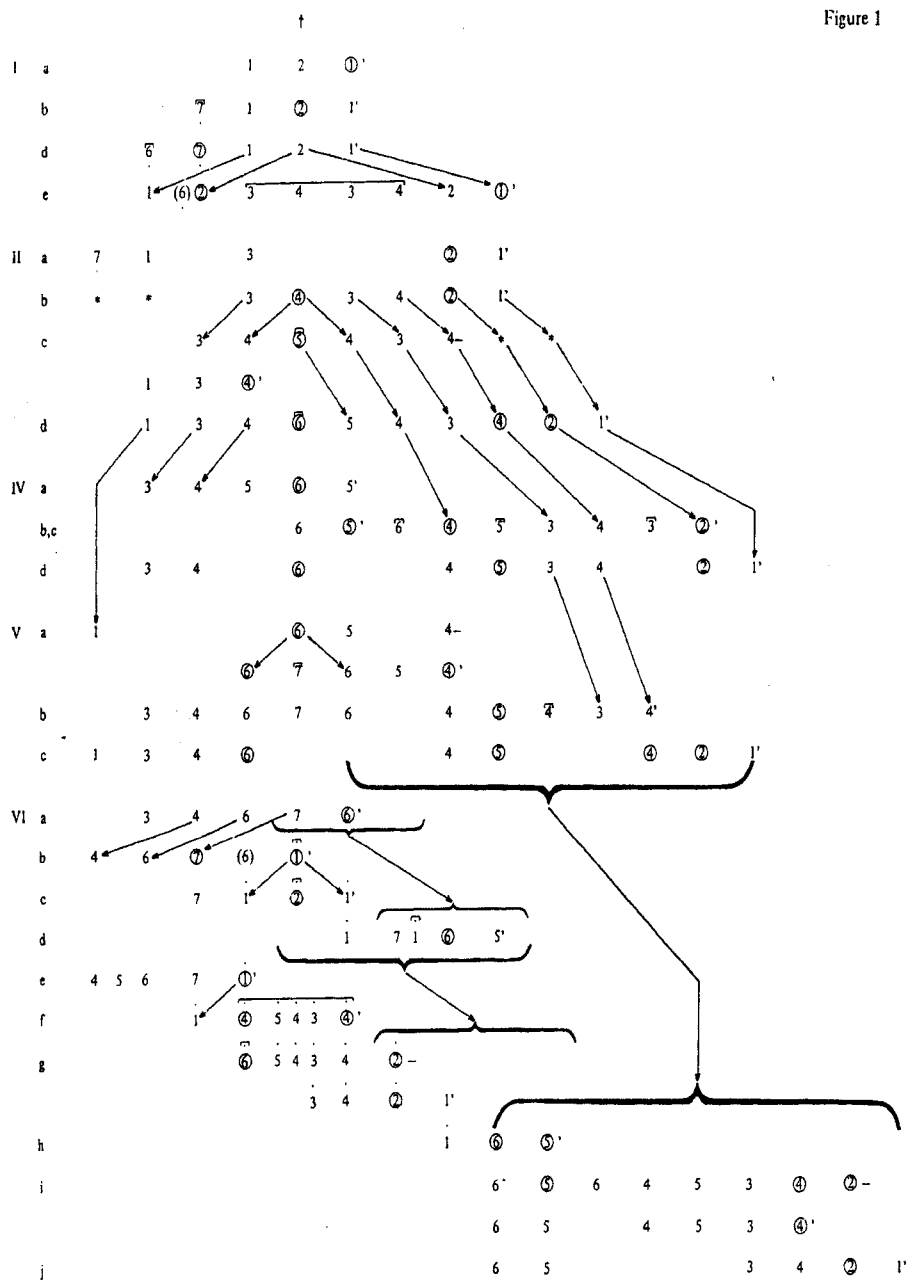 Figure 1
†
I a 1 2 ①'
b 7̅ 1 ② 1'
d 6̅ ⑦ 1 2 1'
e 1 (6) ② 3 4 3 4 2 ①'
II a 7 1 3 ② 1'
b * * 3 ④ 3 4 ② 1'
c 3 4 ⑤̅ 4 3 4– * *
1 3 ④'
d 1 3 4 ⑥̅ 5 4 3 ④ ② 1'
IV a 3 4 5 ⑥ 5'
b,c 6 ⑤' 6̅ ④ 5̅ 3 4 3̅ ②'
d 3 4 ⑥ 4 ⑤ 3 4 ② 1'
V a 1 ⑥ 5 4–
⑥ 7̅ 6 5 ④'
b 3 4 6 7 6 4 ⑤ 4̅ 3 4'
c 1 3 4 ⑥ 4 ⑤ ④ ② 1'
VI a 3 4 6 7 ⑥'
b 4 6 ⑦ (6) ①̅'
c 7 1̇ ②̅ 1̇'
d 1̇ 7 1̅ ⑥ 5'
e 4 5 6 7 ①̇'
f 1̇ ④̇ 5̇ 4̇ 3̇ ④̇'
g ⑥̅ 5̇ 4̇ 3̇ 4̇ ②̇ –
3̇ 4̇ ②̇ 1'
h 1̇ ⑥ ⑤'
i 6 ⑤ 6 4 5 3 ④ ② –
6 5 4 5 3 ④'
j 6 5 3 4 ② 1'